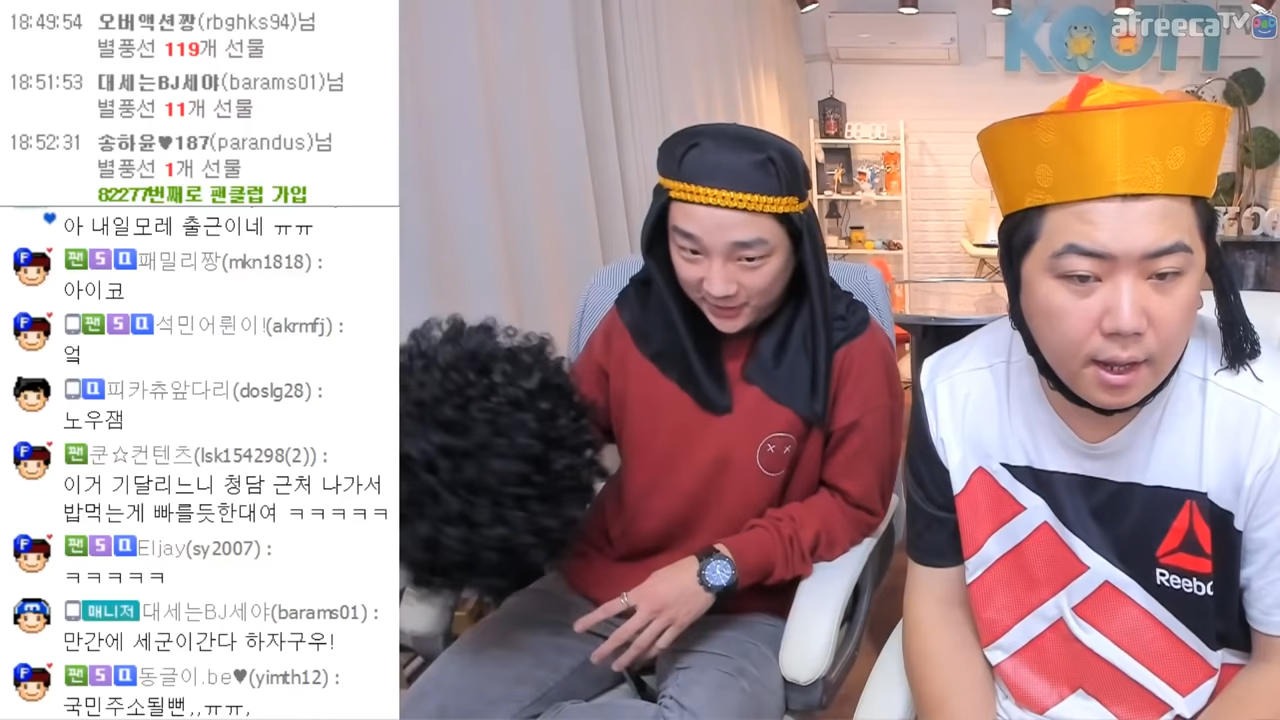 18:49:54 오버액션짱(rbghks94)님
별풍선 119개 선물
18:51:53 대세는BJ세야(barams01)님
별풍선 11개 선물
18:52:31 송하윤♥187(parandus)님
별풍선 1개 선물
82277번째로 팬클럽 가입
야 내일모레 출근이네 ㅠㅠ
팬 S Q 패밀리짱(mkn1818) :
아이코
팬 S Q 석민어뤈이!(akrmfj) :
엌
Q 피카츄앞다리(doslg28) :
노우잼
팬 쿤☆컨텐츠(lsk154298(2)) :
이거 기달리느니 청담 근처 나가서
밥먹는게 빠를듯한대여 ㅋㅋㅋㅋㅋ
팬 S Q Eljay(sy2007) :
ㅋㅋㅋㅋㅋ
매니저 대세는BJ세야(barams01) :
만간에 세군이간다 하자구우!
팬 S Q 동글이.be♥(yimth12) :
국민주소될뻔,,ㅠㅠ,
afreecaTV
KOON
Reebo